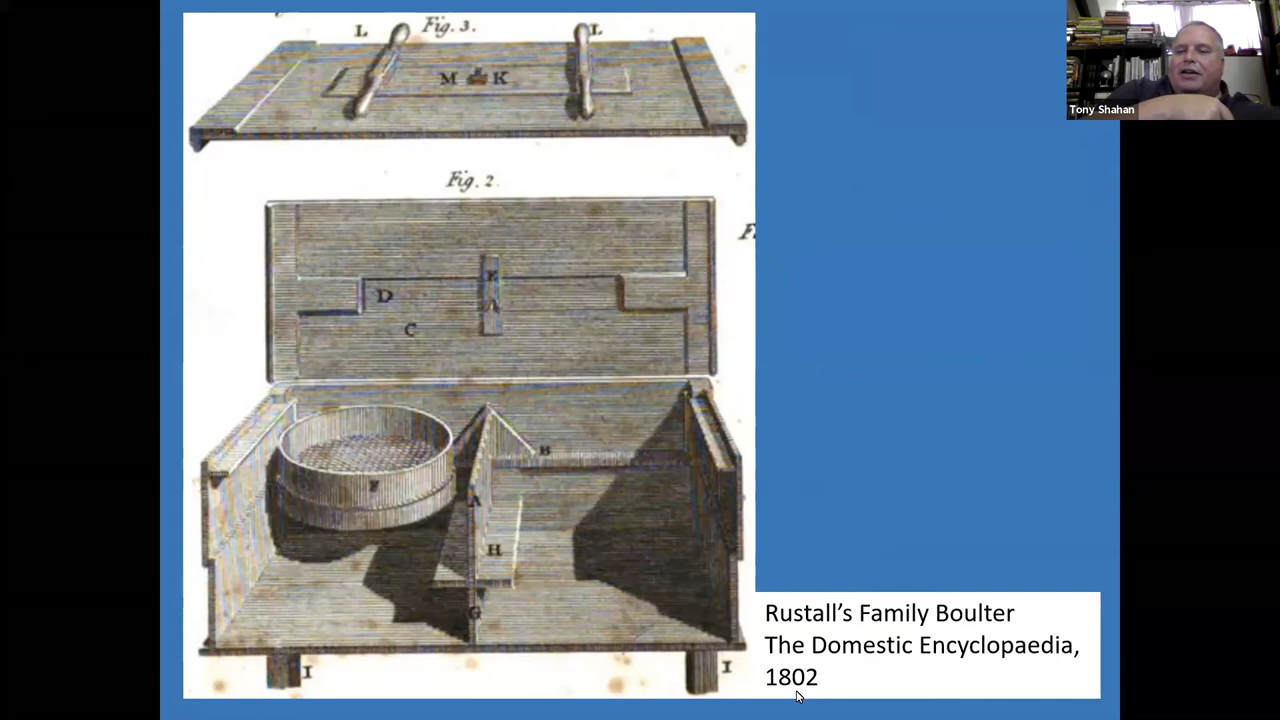 L Fig. 3. L
M K
Fig. 2.
E
D
C
B
F
A
H
G
I I
Tony Shahan
Rustall's Family Boulter
The Domestic Encyclopaedia,
1802